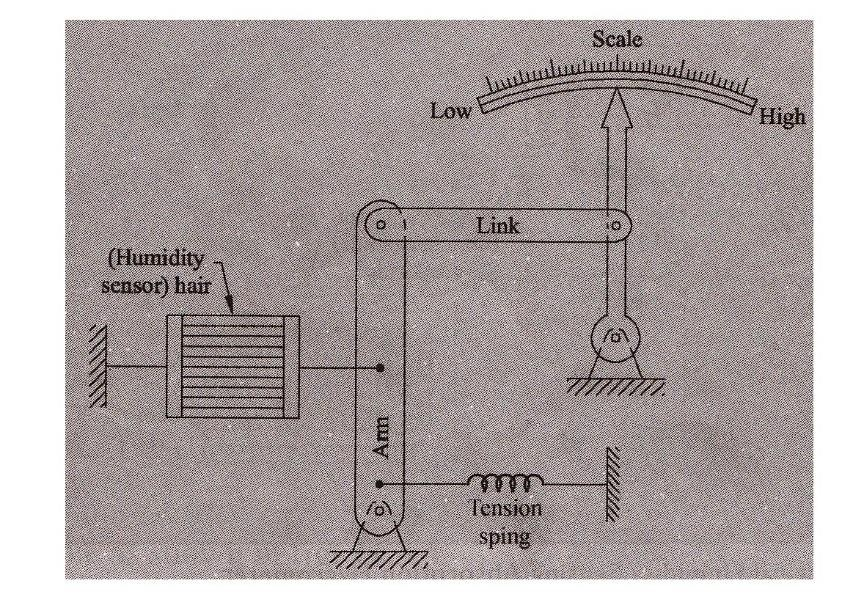 Scale
Low
High
Link
(Humidity
sensor) hair
Arm
Tension
sping